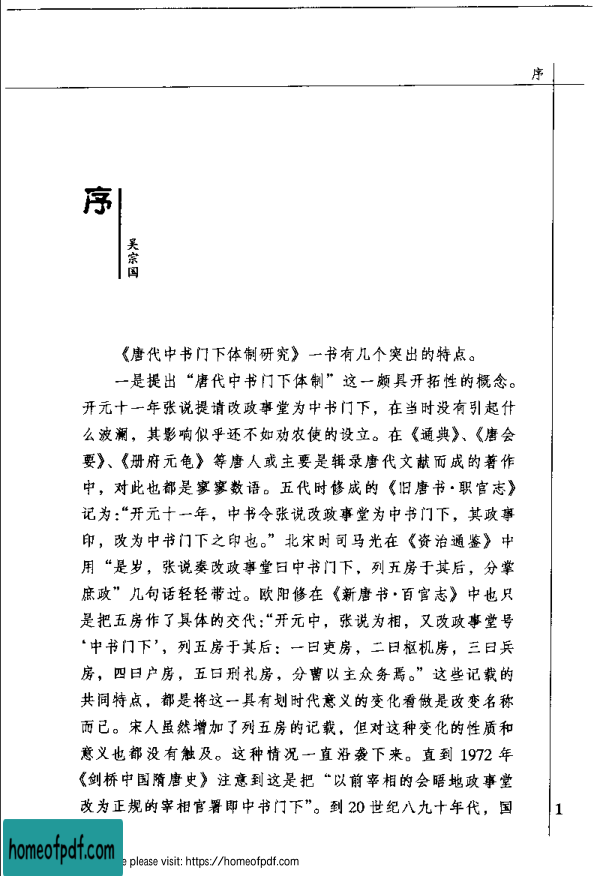 序
序
吴宗国
《唐代中书门下体制研究》一书有几个突出的特点。
一是提出“唐代中书门下体制”这一颇具开拓性的概念。
开元十一年张说提请改政事堂为中书门下，在当时没有引起什
么波澜，其影响似乎还不如劝农使的设立。在《通典》、《唐会
要》、《册府元龟》等唐人或主要是辑录唐代文献而成的著作
中，对此也都是寥寥数语。五代时修成的《旧唐书·职官志》
记为：“开元十一年，中书令张说改政事堂为中书门下，其政事
印，改为中书门下之印也。”北宋时司马光在《资治通鉴》中
用“是岁，张说奏改政事堂曰中书门下，列五房于其后，分掌
庶政”几句话轻轻带过。欧阳修在《新唐书·百官志》中也只
是把五房作了具体的交代：“开元中，张说为相，又改政事堂号
‘中书门下’，列五房于其后：一曰吏房，二曰枢机房，三曰兵
房，四曰户房，五曰刑礼房，分曹以主众务焉。”这些记载的
共同特点，都是将这一具有划时代意义的变化看做是改变名称
而已。宋人虽然增加了列五房的记载，但对这种变化的性质和
意义也都没有触及。这种情况一直沿袭下来。直到 1972 年
《剑桥中国隋唐史》注意到这是把“以前宰相的会晤地政事堂
改为正规的宰相官署即中书门下”。到 20 世纪八九十年代，国
1
homeofpdf.com
e please visit: https://homeofpdf.com